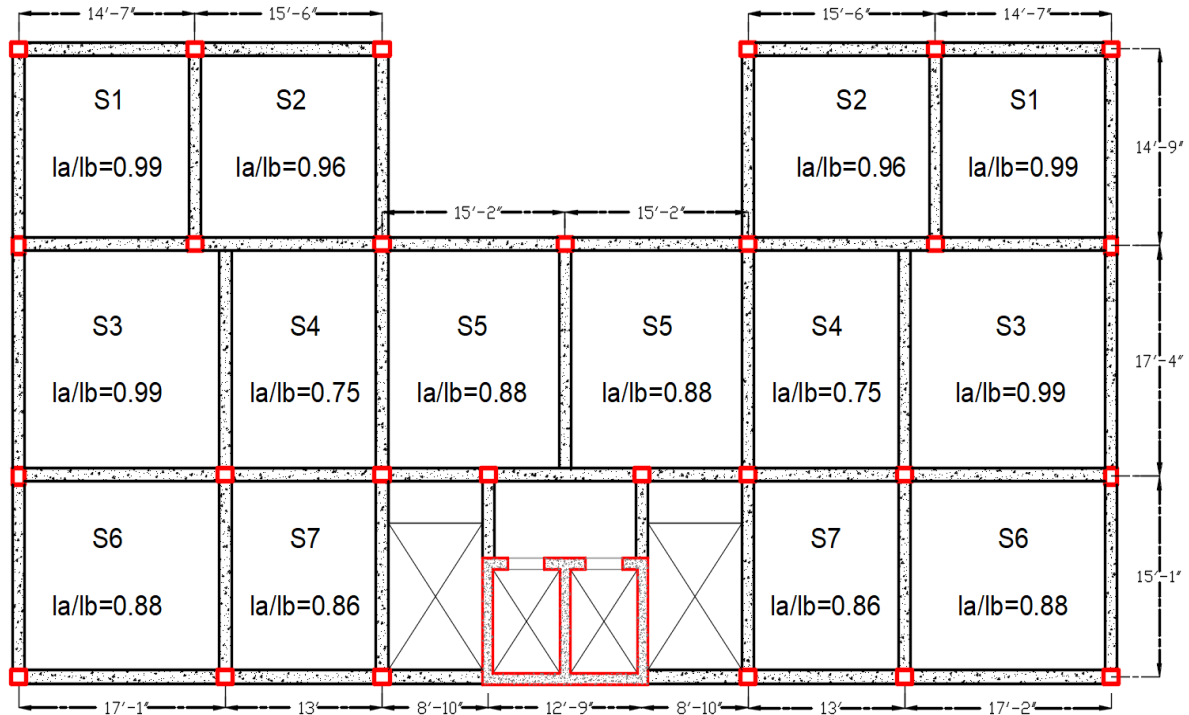 14'-7" 15'-6" 15'-6" 14'-7"
S1 S2 S2 S1
la/lb=0.99 la/lb=0.96 la/lb=0.96 la/lb=0.99
14'-9"
15'-2" 15'-2"
S3 S4 S5 S5 S4 S3
17'-4"
la/lb=0.99 la/lb=0.75 la/lb=0.88 la/lb=0.88 la/lb=0.75 la/lb=0.99
S6 S7 S7 S6
15'-1"
la/lb=0.88 la/lb=0.86 la/lb=0.86 la/lb=0.88
17'-1" 13' 8'-10" 12'-9" 8'-10" 13' 17'-2"